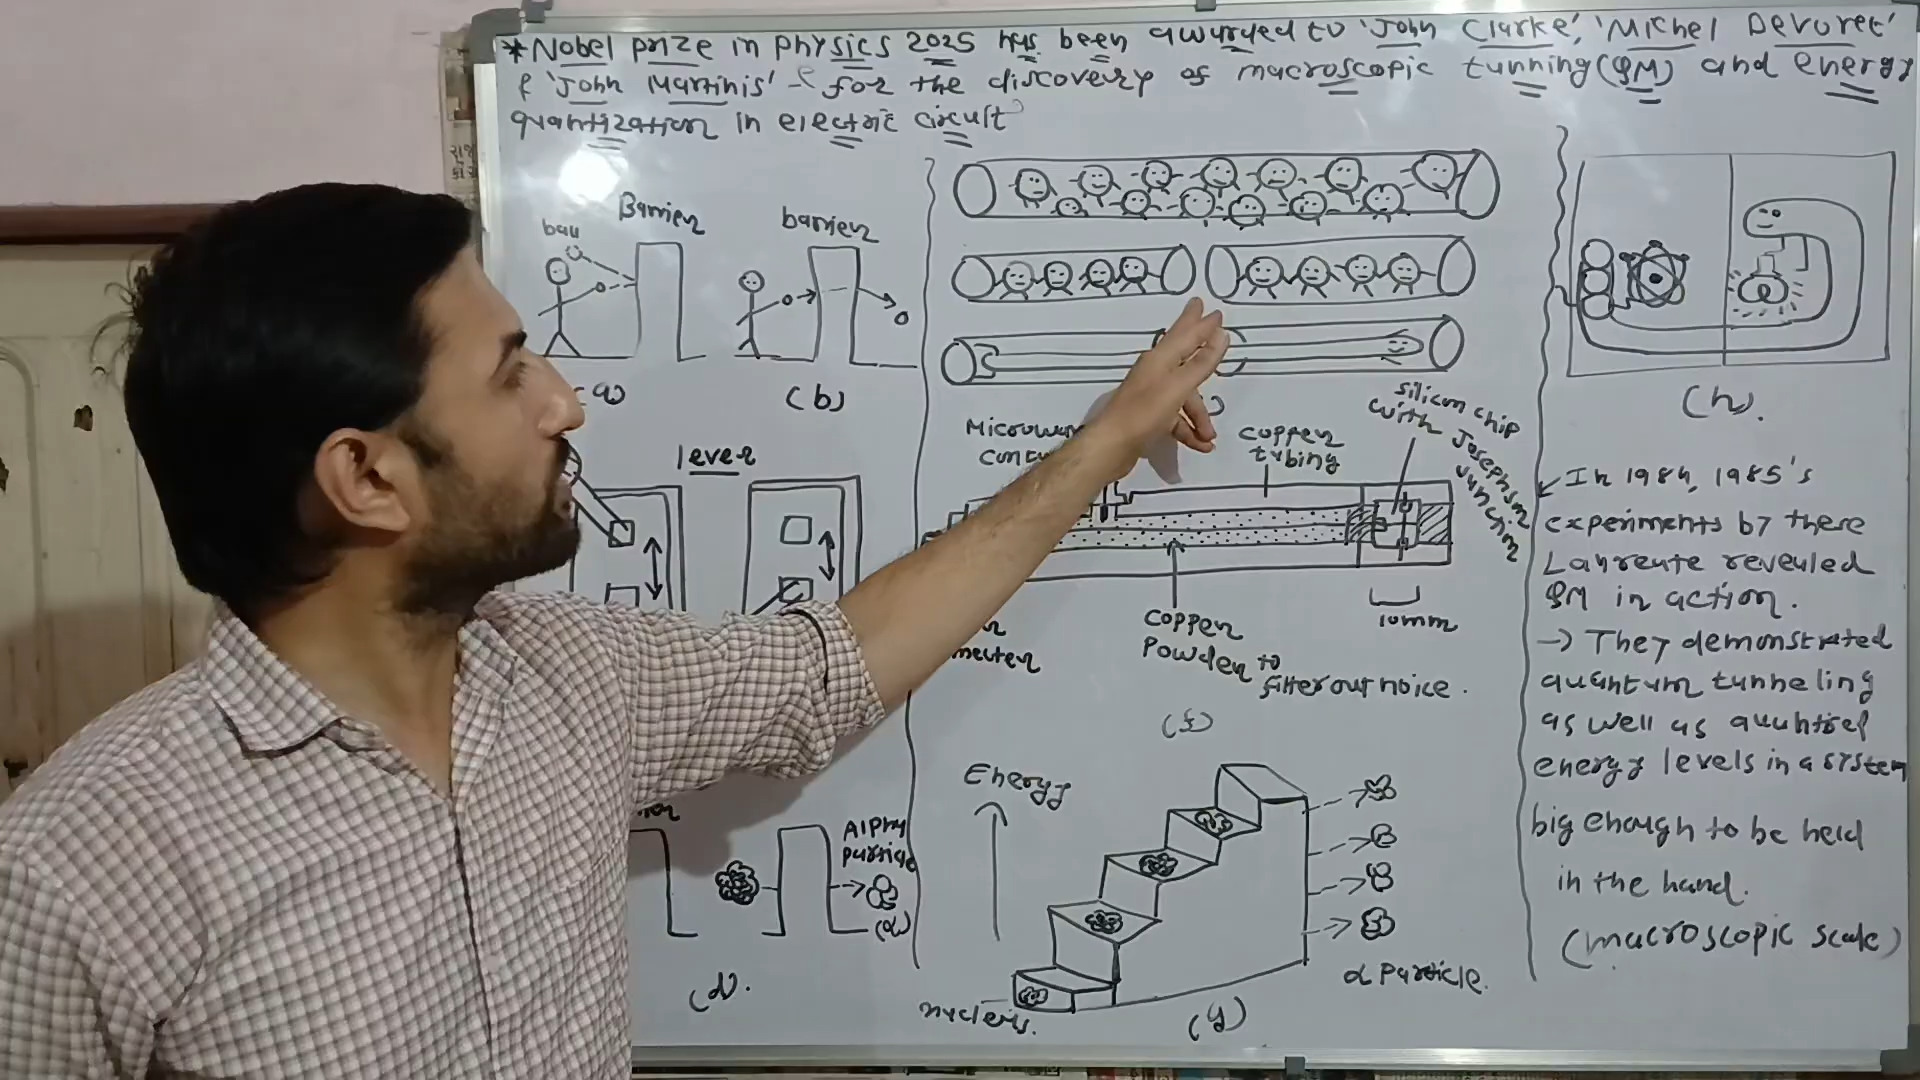 *Nobel prize in physics 2025 has been awarded to 'John Clarke', 'Michel Devoret'
& 'John Martinis' - for the discovery of macroscopic tunning (QM) and energy
quantization in electric circuit
ball
Barrier
barrier
(b)
lever
(h).
Silicon chip
with Josephson
junction
copper
tubing
10mm
copper
Powder to
filter out noice.
Alpha
particle
(α)
(d).
Energy
nucleus.
α particle.
(g)
In 1984, 1985's
experiments by these
Laureate revealed
QM in action.
→ They demonstrated
quantum tunneling
as well as
energy levels in a system
big enough to be held
in the hand.
(macroscopic scale)